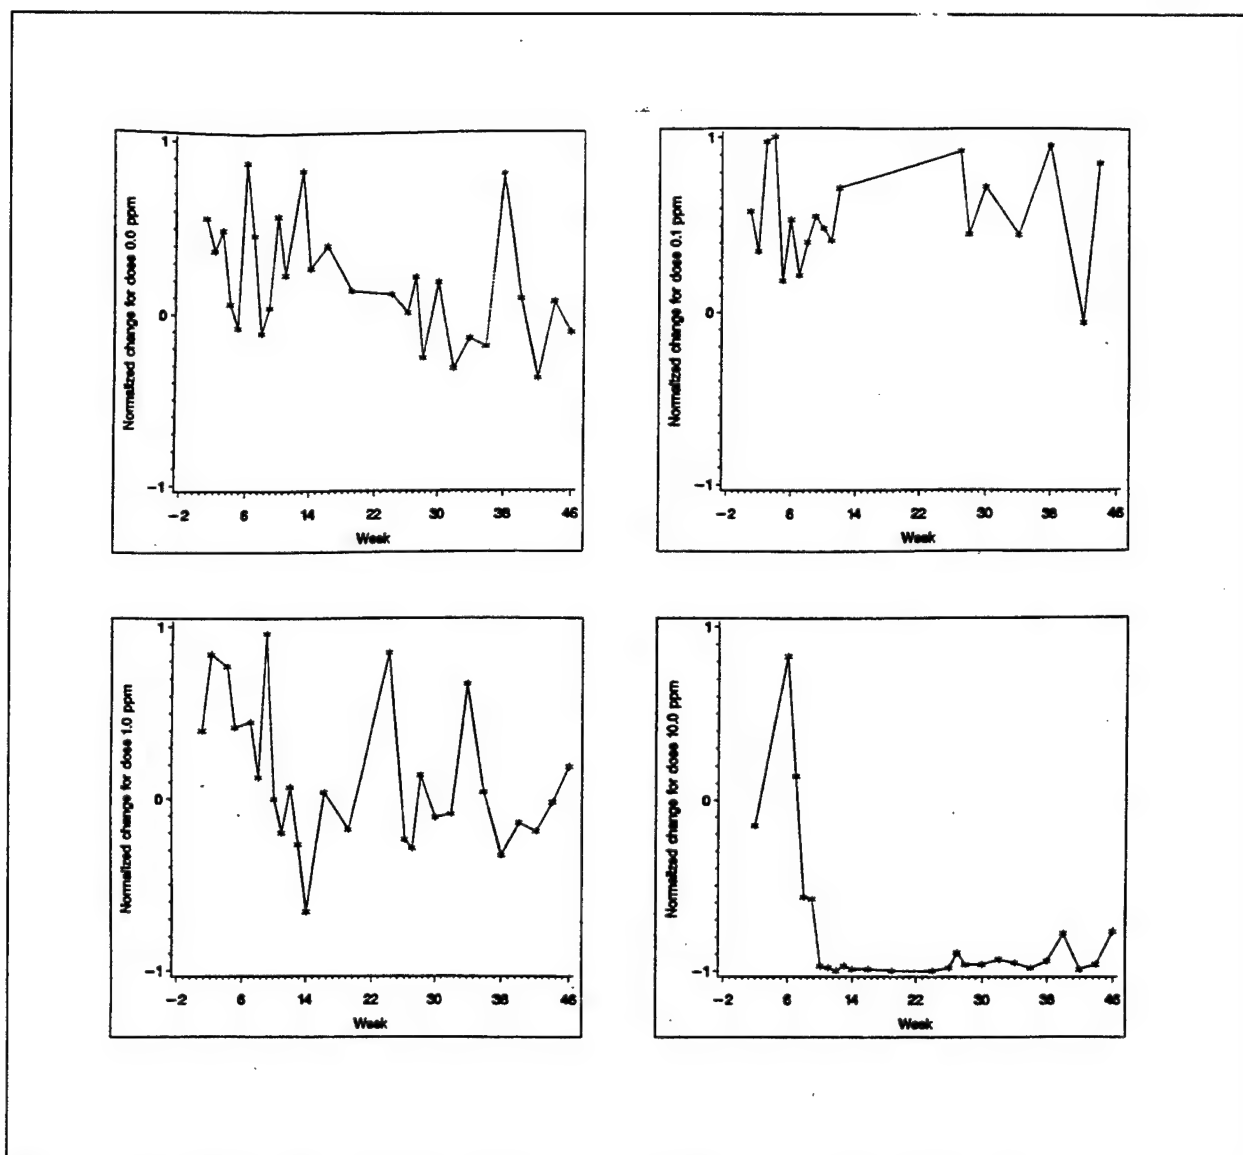 Normalized change for dose 0.0 ppm
1
0
-1
-2 6 14 22 30 38 46
Week
Normalized change for dose 0.1 ppm
1
0
-1
-2 6 14 22 30 38 46
Week
Normalized change for dose 1.0 ppm
1
0
-1
-2 6 14 22 30 38 46
Week
Normalized change for dose 10.0 ppm
1
0
-1
-2 6 14 22 30 38 46
Week